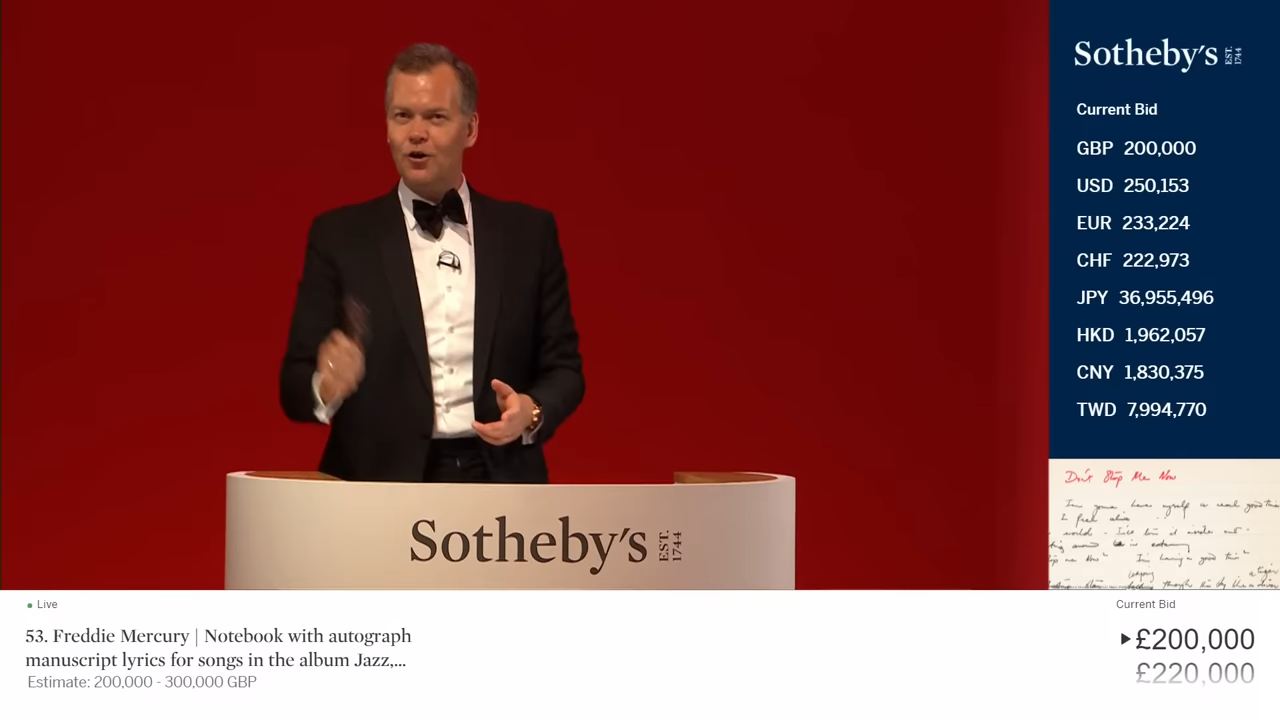 Sotheby's EST. 1744
Current Bid
GBP 200,000
USD 250,153
EUR 233,224
CHF 222,973
JPY 36,955,496
HKD 1,962,057
CNY 1,830,375
TWD 7,994,770
Sotheby's EST. 1744
Don't Stop Me Now
I feel alive
Live
53. Freddie Mercury | Notebook with autograph
manuscript lyrics for songs in the album Jazz,...
Estimate: 200,000 - 300,000 GBP
Current Bid
£200,000
£220,000